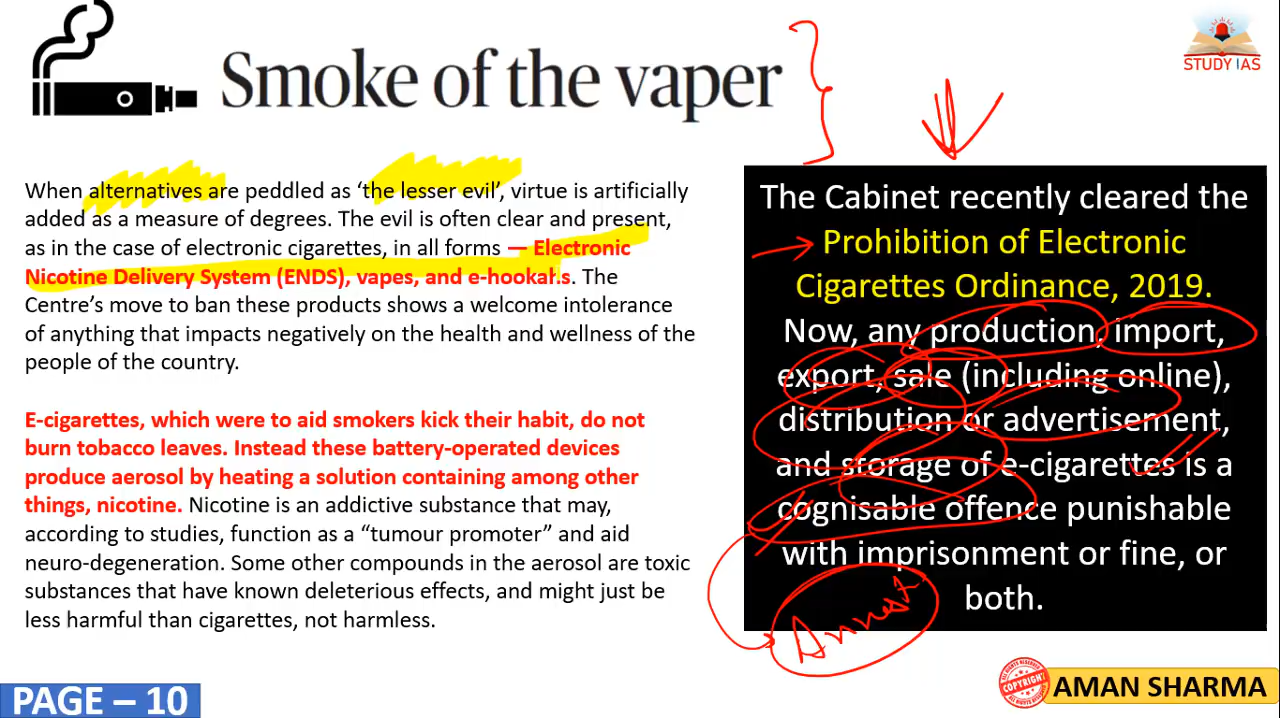 Smoke of the vaper
STUDY IAS
When alternatives are peddled as ‘the lesser evil’, virtue is artificially
added as a measure of degrees. The evil is often clear and present,
as in the case of electronic cigarettes, in all forms — Electronic
Nicotine Delivery System (ENDS), vapes, and e-hookahs. The
Centre’s move to ban these products shows a welcome intolerance
of anything that impacts negatively on the health and wellness of the
people of the country.
E-cigarettes, which were to aid smokers kick their habit, do not
burn tobacco leaves. Instead these battery-operated devices
produce aerosol by heating a solution containing among other
things, nicotine. Nicotine is an addictive substance that may,
according to studies, function as a “tumour promoter” and aid
neuro-degeneration. Some other compounds in the aerosol are toxic
substances that have known deleterious effects, and might just be
less harmful than cigarettes, not harmless.
The Cabinet recently cleared the
Prohibition of Electronic
Cigarettes Ordinance, 2019.
Now, any production, import,
export, sale (including online),
distribution or advertisement,
and storage of e-cigarettes is a
cognisable offence punishable
with imprisonment or fine, or
both.
Arrest
PAGE – 10
COPYRIGHT
AMAN SHARMA